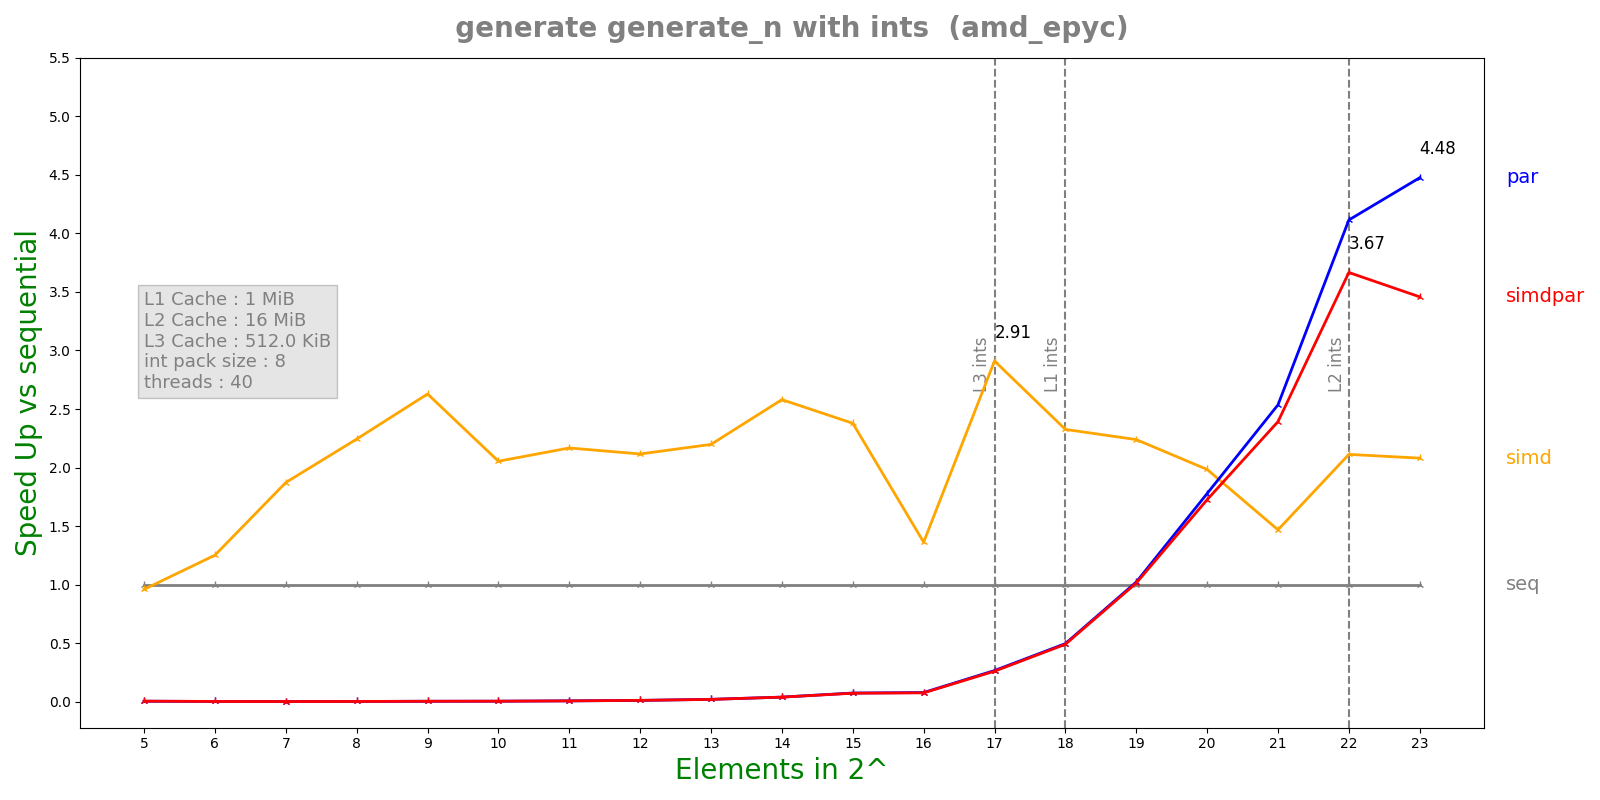 generate generate_n with ints  (amd_epyc)
Speed Up vs sequential
5.5
5.0
4.5
4.0
3.5
3.0
2.5
2.0
1.5
1.0
0.5
0.0
L1 Cache : 1 MiB
L2 Cache : 16 MiB
L3 Cache : 512.0 KiB
int pack size : 8
threads : 40
L3 ints
L1 ints
L2 ints
2.91
3.67
4.48
par
simdpar
simd
seq
5 6 7 8 9 10 11 12 13 14 15 16 17 18 19 20 21 22 23
Elements in 2^